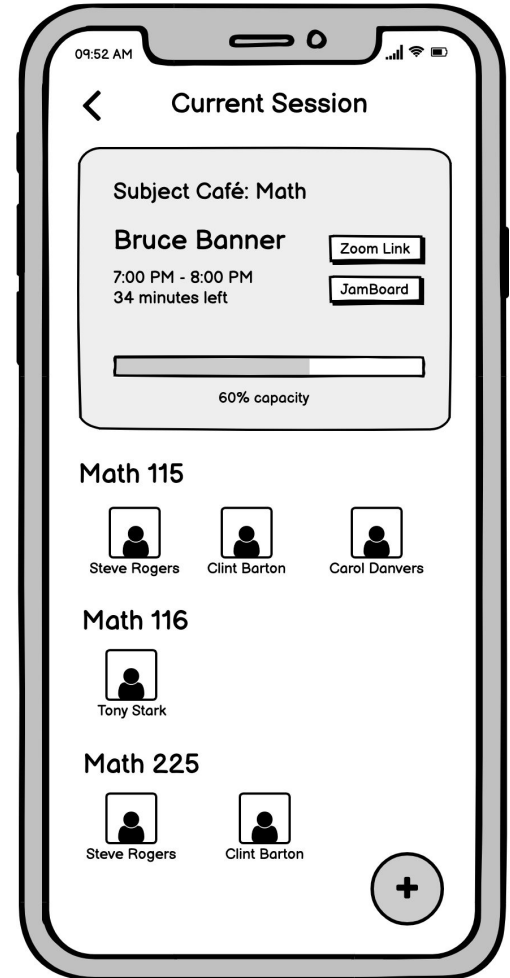 09:52 AM
Current Session
Subject Café: Math
Bruce Banner
Zoom Link
7:00 PM - 8:00 PM
34 minutes left
JamBoard
60% capacity
Math 115
Steve Rogers Clint Barton Carol Danvers
Math 116
Tony Stark
Math 225
Steve Rogers Clint Barton
+